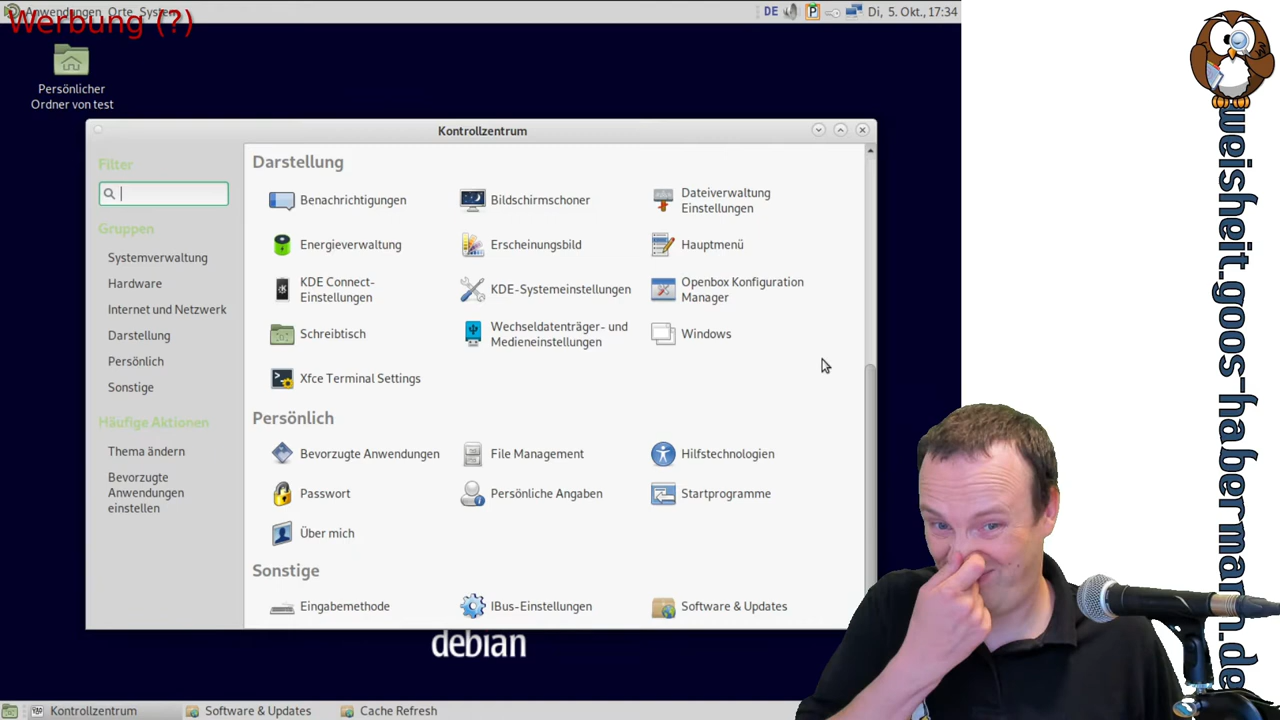 Anwendungen Orte System
Werbung (?)
DE
Di, 5. Okt., 17:34
Persönlicher
Ordner von test
Kontrollzentrum
Filter
Gruppen
Systemverwaltung
Hardware
Internet und Netzwerk
Darstellung
Persönlich
Sonstige
Häufige Aktionen
Thema ändern
Bevorzugte
Anwendungen
einstellen
Darstellung
Benachrichtigungen
Bildschirmschoner
Dateiverwaltung
Einstellungen
Energieverwaltung
Erscheinungsbild
Hauptmenü
KDE Connect-
Einstellungen
KDE-Systemeinstellungen
Openbox Konfiguration
Manager
Schreibtisch
Wechseldatenträger- und
Medieneinstellungen
Windows
Xfce Terminal Settings
Persönlich
Bevorzugte Anwendungen
File Management
Hilfstechnologien
Passwort
Persönliche Angaben
Startprogramme
Über mich
Sonstige
Eingabemethode
IBus-Einstellungen
Software & Updates
debian
Kontrollzentrum
Software & Updates
Cache Refresh
weisheit.goos-habermann.de